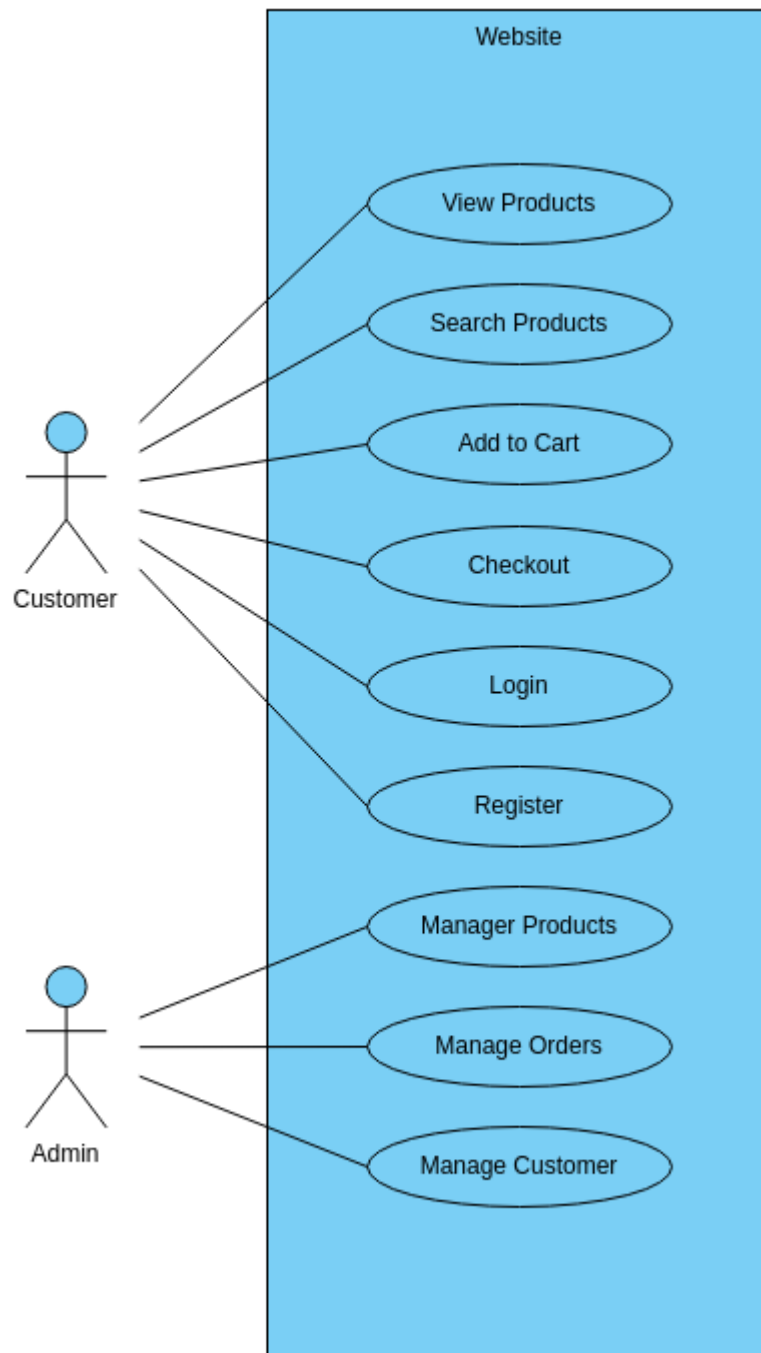 Website
View Products
Search Products
Add to Cart
Checkout
Customer
Login
Register
Manager Products
Manage Orders
Admin
Manage Customer